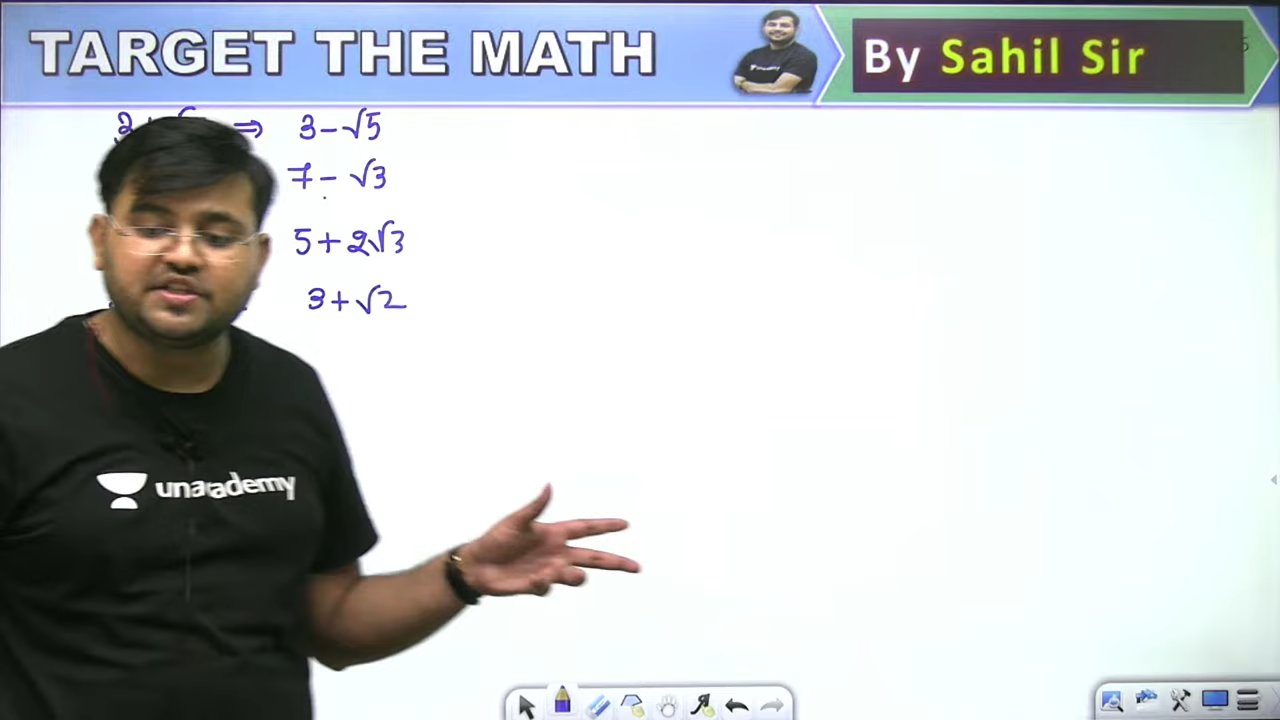 TARGET THE MATH
By Sahil Sir
⇒ 3 - √5
7 - √3
5 + 2√3
3 + √2
unacademy